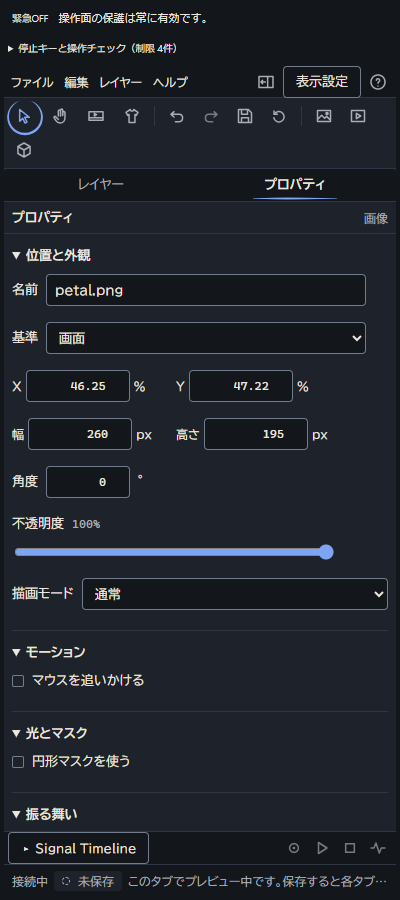 緊急OFF 操作面の保護は常に有効です。
▶ 停止キーと操作チェック（制限 4件）
ファイル 編集 レイヤー ヘルプ 表示設定
レイヤー プロパティ
プロパティ 画像
▼ 位置と外観
名前 petal.png
基準 画面
X 46.25 % Y 47.22 %
幅 260 px 高さ 195 px
角度 0 °
不透明度 100%
描画モード 通常
▼ モーション
マウスを追いかける
▼ 光とマスク
円形マスクを使う
▼ 振る舞い
▸ Signal Timeline
接続中 未保存 このタブでプレビュー中です。保存すると各タブ…